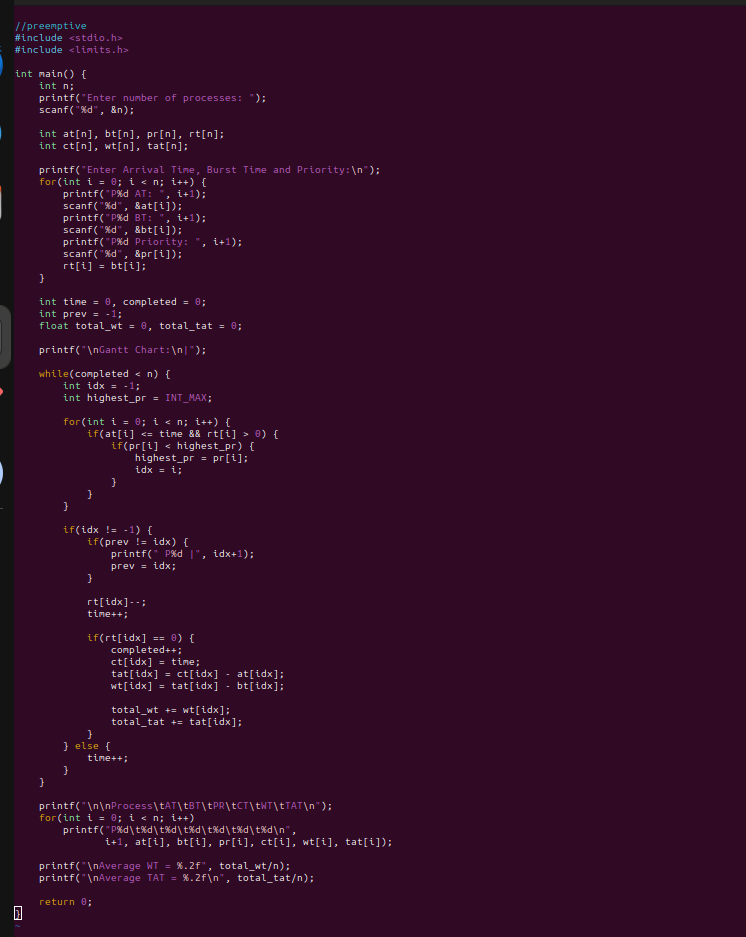 //preemptive
#include <stdio.h>
#include <limits.h>

int main() {
    int n;
    printf("Enter number of processes: ");
    scanf("%d", &n);

    int at[n], bt[n], pr[n], rt[n];
    int ct[n], wt[n], tat[n];

    printf("Enter Arrival Time, Burst Time and Priority:\n");
    for(int i = 0; i < n; i++) {
        printf("P%d AT: ", i+1);
        scanf("%d", &at[i]);
        printf("P%d BT: ", i+1);
        scanf("%d", &bt[i]);
        printf("P%d Priority: ", i+1);
        scanf("%d", &pr[i]);
        rt[i] = bt[i];
    }

    int time = 0, completed = 0;
    int prev = -1;
    float total_wt = 0, total_tat = 0;

    printf("\nGantt Chart:\n|");

    while(completed < n) {
        int idx = -1;
        int highest_pr = INT_MAX;

        for(int i = 0; i < n; i++) {
            if(at[i] <= time && rt[i] > 0) {
                if(pr[i] < highest_pr) {
                    highest_pr = pr[i];
                    idx = i;
                }
            }
        }

        if(idx != -1) {
            if(prev != idx) {
                printf(" P%d |", idx+1);
                prev = idx;
            }

            rt[idx]--;
            time++;

            if(rt[idx] == 0) {
                completed++;
                ct[idx] = time;
                tat[idx] = ct[idx] - at[idx];
                wt[idx] = tat[idx] - bt[idx];

                total_wt += wt[idx];
                total_tat += tat[idx];
            }
        } else {
            time++;
        }
    }

    printf("\n\nProcess\tAT\tBT\tPR\tCT\tWT\tTAT\n");
    for(int i = 0; i < n; i++)
        printf("P%d\t%d\t%d\t%d\t%d\t%d\t%d\n",
               i+1, at[i], bt[i], pr[i], ct[i], wt[i], tat[i]);

    printf("\nAverage WT = %.2f", total_wt/n);
    printf("\nAverage TAT = %.2f\n", total_tat/n);

    return 0;
}
~